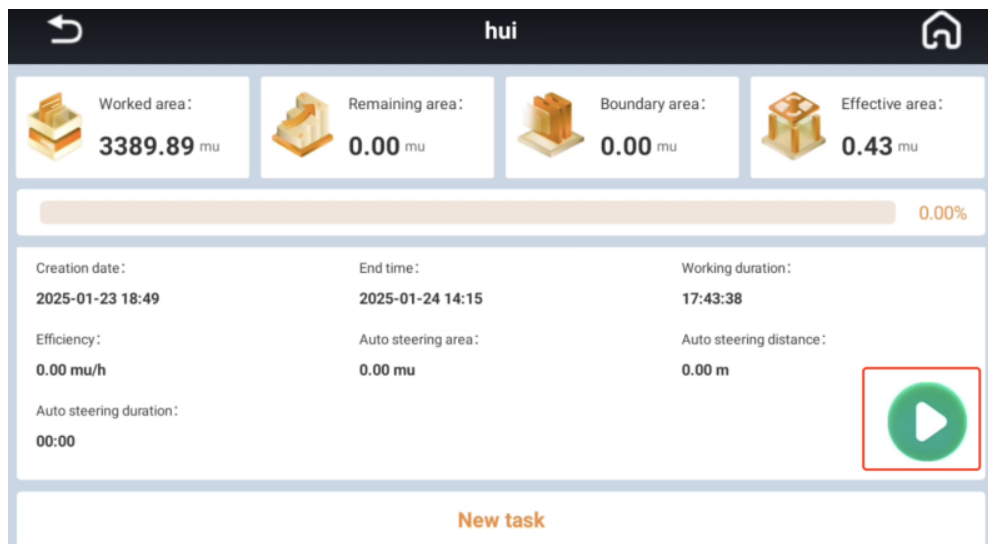 hui
Worked area：
3389.89 mu
Remaining area：
0.00 mu
Boundary area：
0.00 mu
Effective area：
0.43 mu
0.00%
Creation date：
2025-01-23 18:49
End time：
2025-01-24 14:15
Working duration：
17:43:38
Efficiency：
0.00 mu/h
Auto steering area：
0.00 mu
Auto steering distance：
0.00 m
Auto steering duration：
00:00
New task